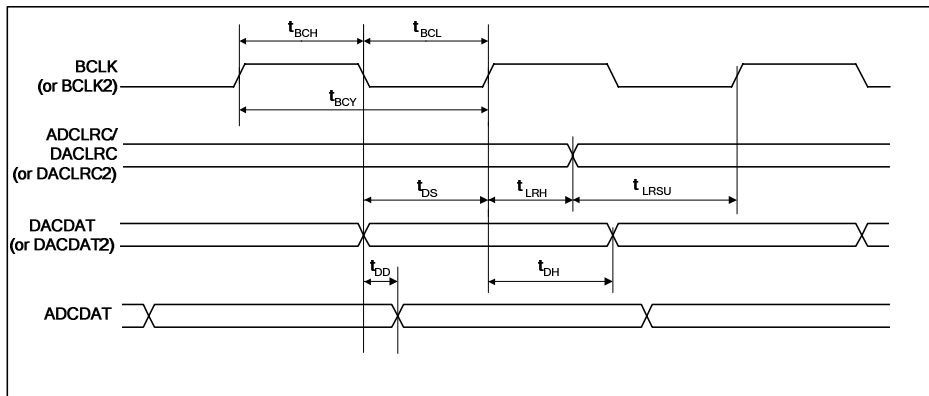 tBCH
tBCL
BCLK
(or BCLK2)
tBCY
ADCLRC/
DACLRC
(or DACLRC2)
tDS
tLRH
tLRSU
DACDAT
(or DACDAT2)
tDD
tDH
ADCDAT